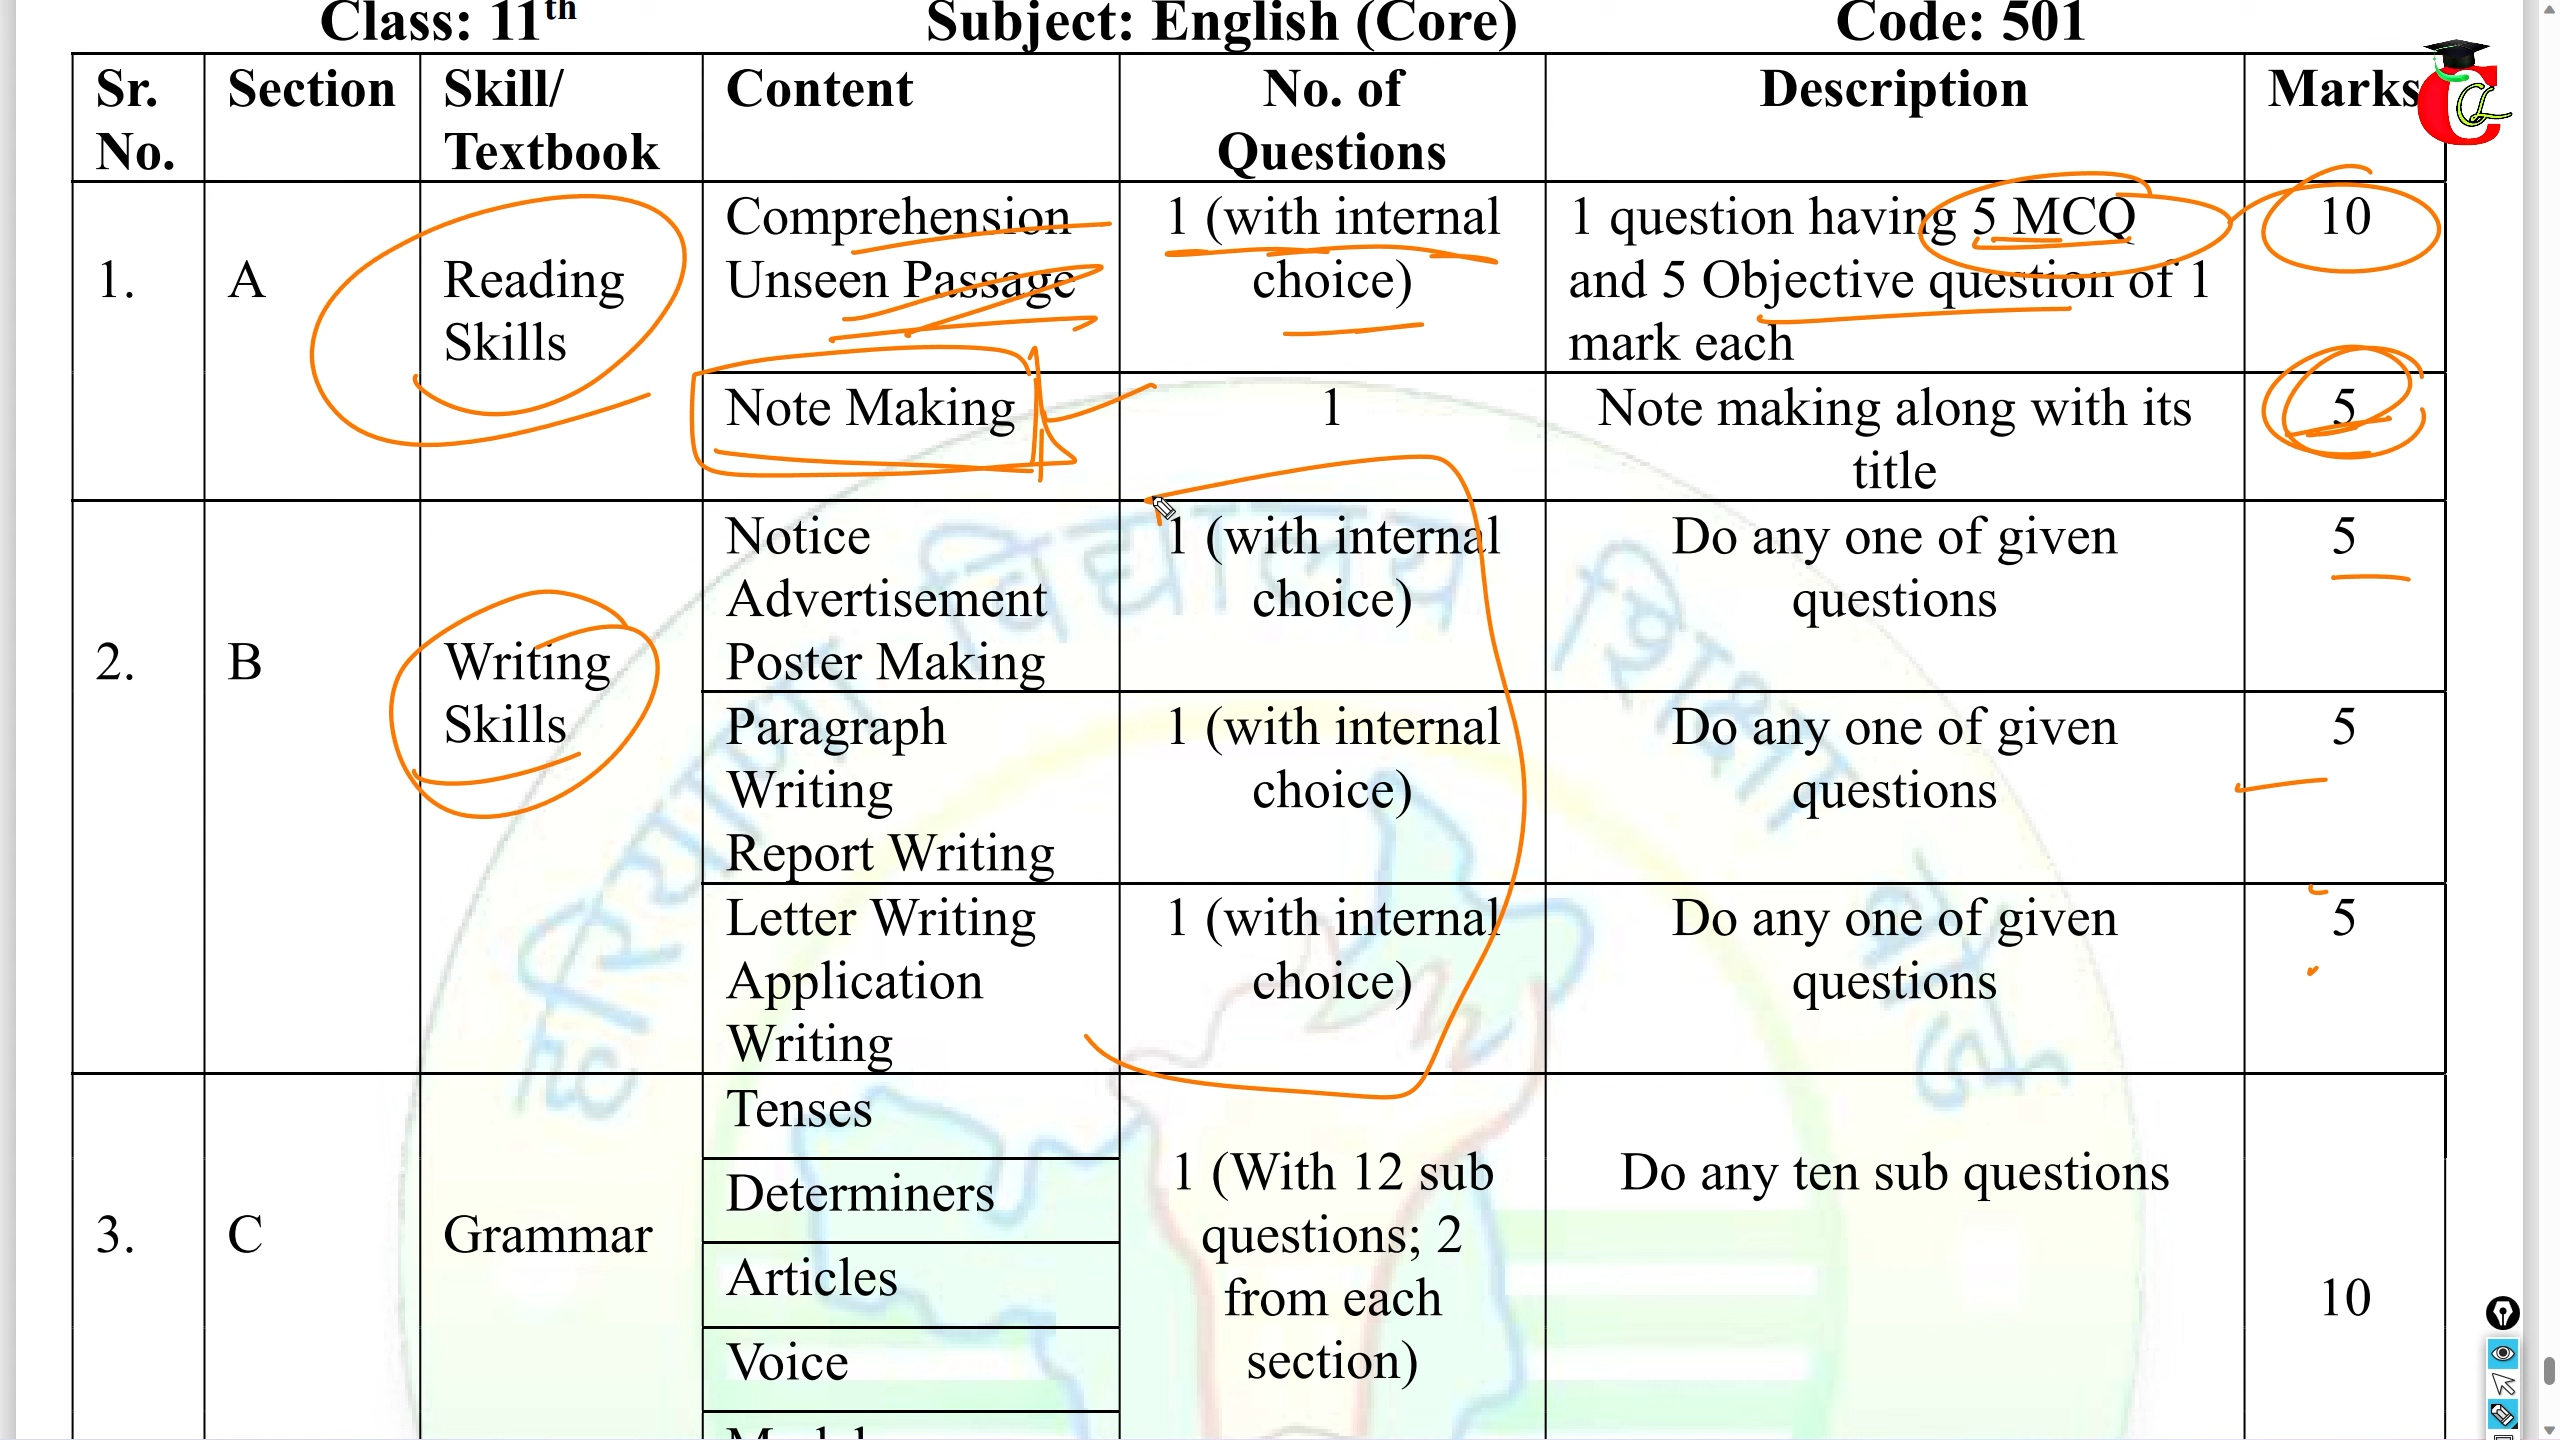 Class: 11th Subject: English (Core) Code: 501
Sr. No. Section Skill/ Textbook Content No. of Questions Description Marks
1. A Reading Skills
Comprehension
Unseen Passage
1 (with internal
choice)
1 question having 5 MCQ
and 5 Objective question of 1
mark each
10
Note Making
1
Note making along with its
title
5
2. B Writing Skills
Notice
Advertisement
Poster Making
1 (with internal
choice)
Do any one of given
questions
5
Paragraph
Writing
Report Writing
1 (with internal
choice)
Do any one of given
questions
5
Letter Writing
Application
Writing
1 (with internal
choice)
Do any one of given
questions
5
3. C Grammar
Tenses
Determiners
Articles
Voice
1 (With 12 sub
questions; 2
from each
section)
Do any ten sub questions
10
हरियाणा विद्यालय शिक्षा बोर्ड